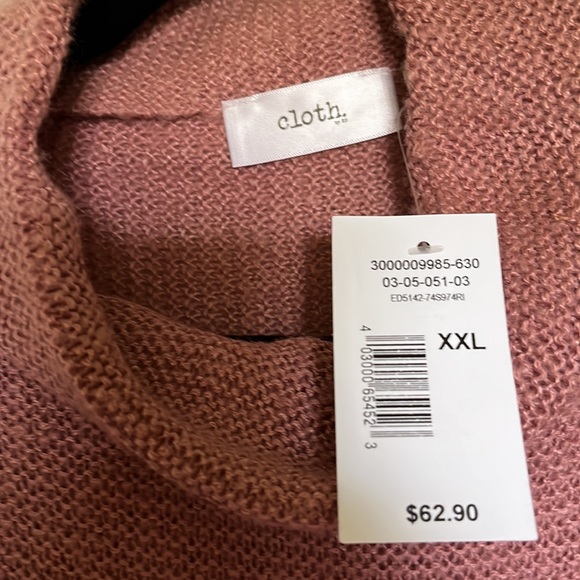 cloth.
3000009985-630
03-05-051-03
ED5142-74S974RI
XXL
4 03000 65452 3
$62.90